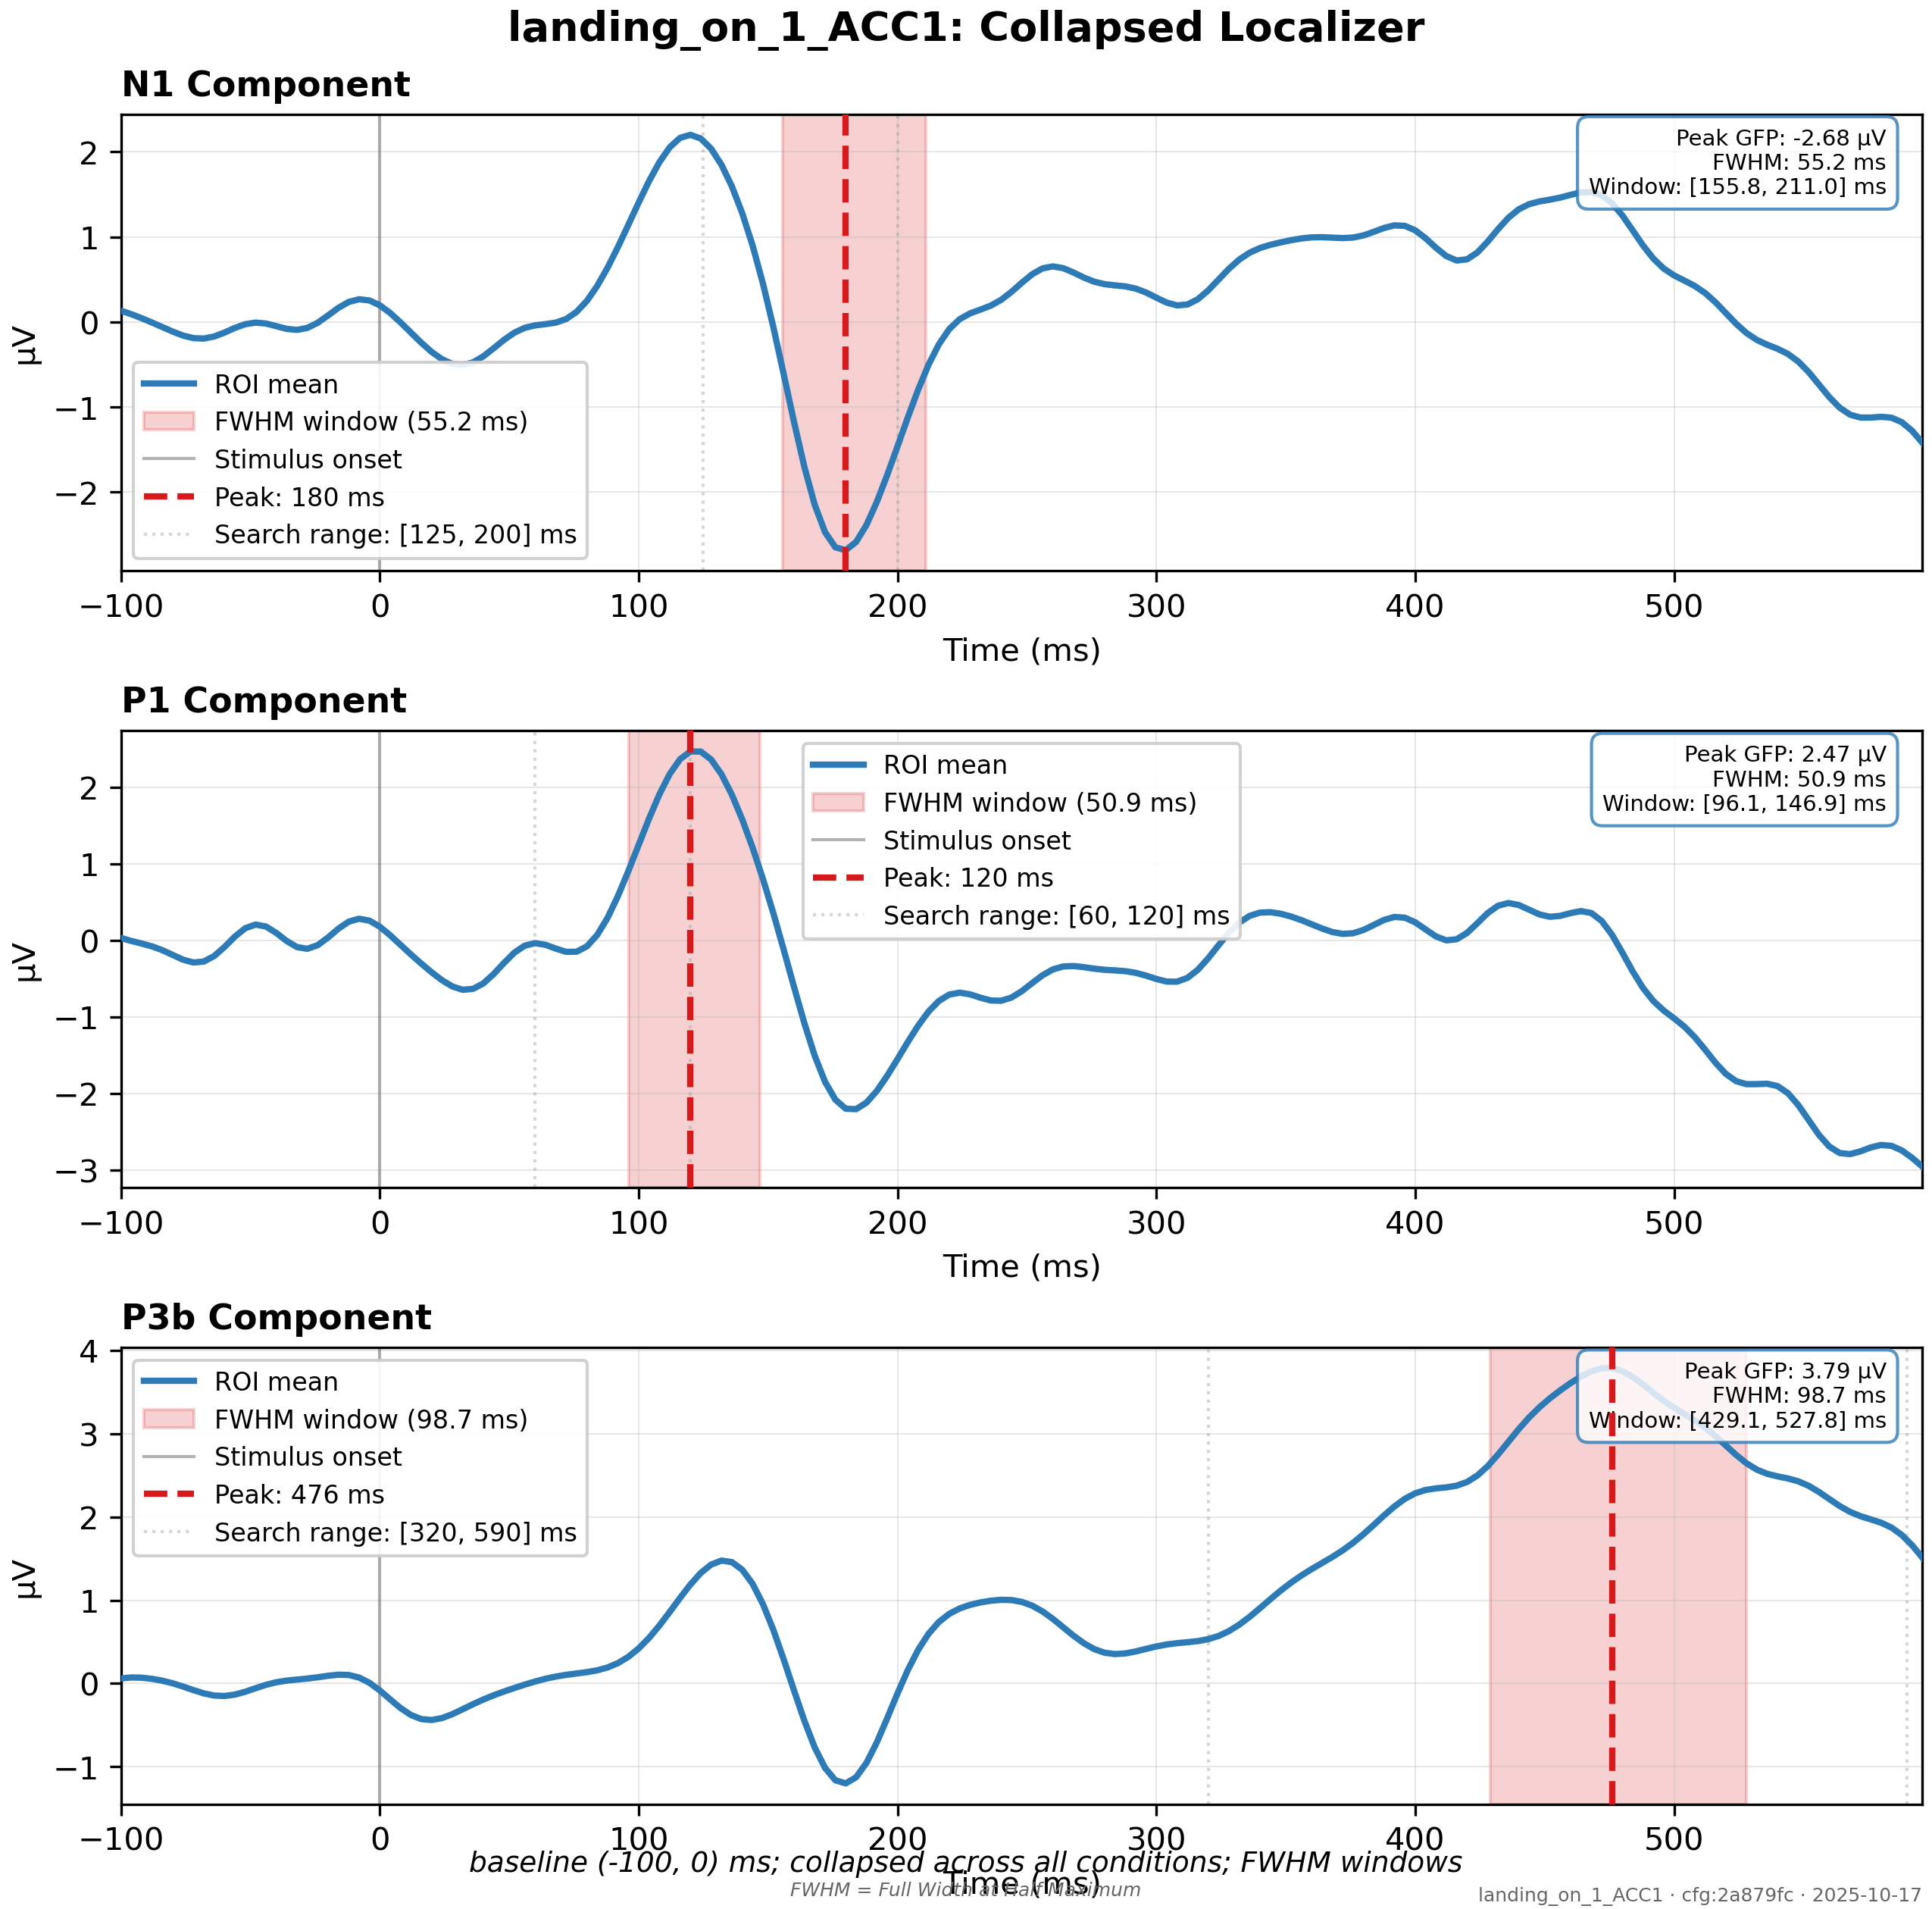 landing_on_1_ACC1: Collapsed Localizer
N1 Component
Peak GFP: -2.68 µV
FWHM: 55.2 ms
Window: [155.8, 211.0] ms
2
1
0
−1
−2
µV
ROI mean
FWHM window (55.2 ms)
Stimulus onset
Peak: 180 ms
Search range: [125, 200] ms
−100 0 100 200 300 400 500
Time (ms)
P1 Component
Peak GFP: 2.47 µV
FWHM: 50.9 ms
Window: [96.1, 146.9] ms
2
1
0
−1
−2
−3
µV
ROI mean
FWHM window (50.9 ms)
Stimulus onset
Peak: 120 ms
Search range: [60, 120] ms
−100 0 100 200 300 400 500
Time (ms)
P3b Component
Peak GFP: 3.79 µV
FWHM: 98.7 ms
Window: [429.1, 527.8] ms
4
3
2
1
0
−1
µV
ROI mean
FWHM window (98.7 ms)
Stimulus onset
Peak: 476 ms
Search range: [320, 590] ms
−100 0 100 200 300 400 500
baseline (-100, 0) ms; collapsed across all conditions; FWHM windows
Time (ms)
FWHM = Full Width at Half Maximum
landing_on_1_ACC1 · cfg:2a879fc · 2025-10-17